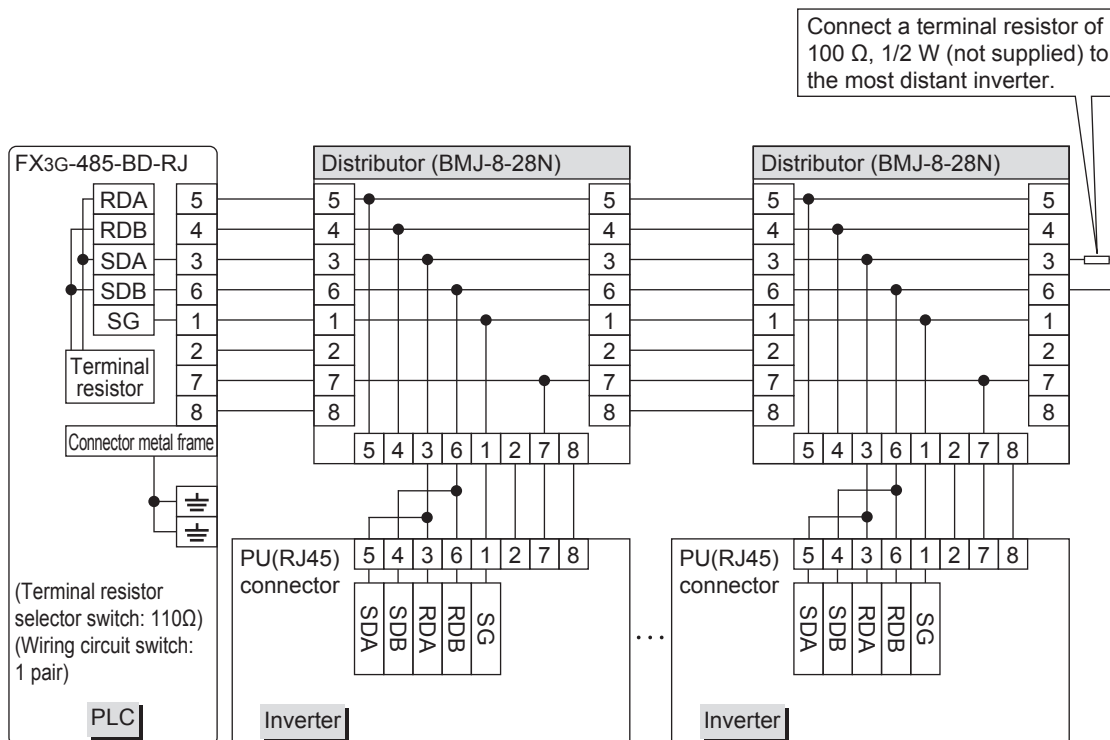 Connect a terminal resistor of
100 Ω, 1/2 W (not supplied) to
the most distant inverter.
FX3G-485-BD-RJ
RDA 5
RDB 4
SDA 3
SDB 6
SG 1
2
7
8
Terminal
resistor
Connector metal frame
(Terminal resistor
selector switch: 110Ω)
(Wiring circuit switch:
1 pair)
PLC
Distributor (BMJ-8-28N)
5 5
4 4
3 3
6 6
1 1
2 2
7 7
8 8
5 4 3 6 1 2 7 8
PU(RJ45)
connector
5 4 3 6 1 2 7 8
SDA
SDB
RDA
RDB
SG
Inverter
...
Distributor (BMJ-8-28N)
5 5
4 4
3 3
6 6
1 1
2 2
7 7
8 8
5 4 3 6 1 2 7 8
PU(RJ45)
connector
5 4 3 6 1 2 7 8
SDA
SDB
RDA
RDB
SG
Inverter